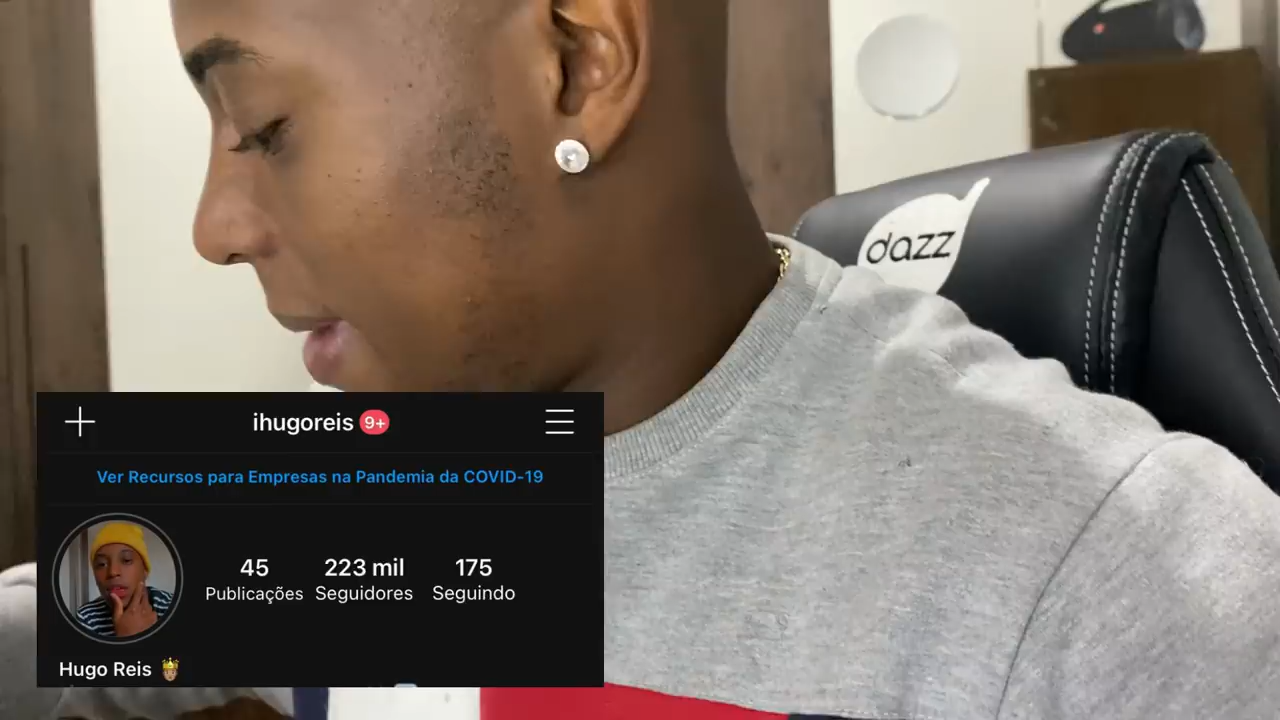 dazz
ihugoreis 9+
Ver Recursos para Empresas na Pandemia da COVID-19
45 223 mil 175
Publicações Seguidores Seguindo
Hugo Reis 🤴🏽